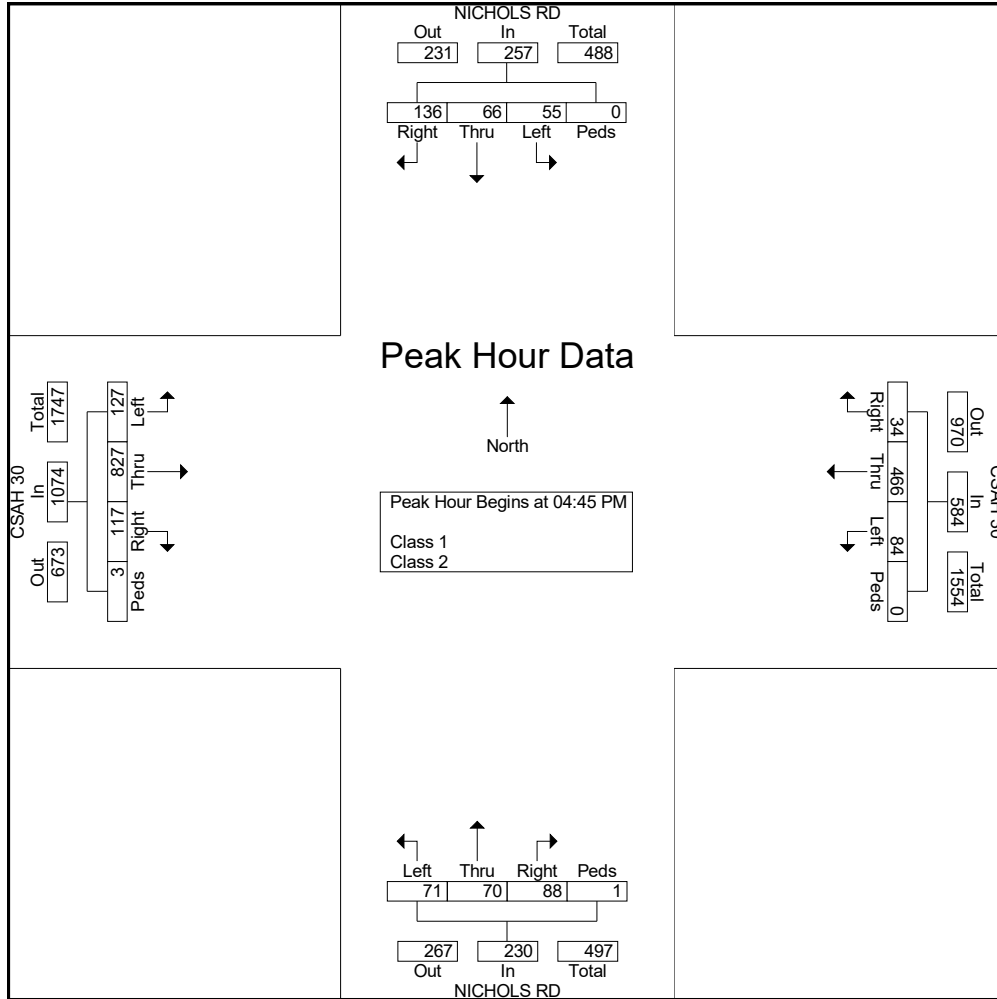 NICHOLS RD
Out In Total
231 257 488
136 66 55 0
Right Thru Left Peds
Peak Hour Data
North
Peak Hour Begins at 04:45 PM
Class 1
Class 2
CSAH 30
Total In Out
1747 1074 673
127 827 117 3
Left Thru Right Peds
Right Thru Left Peds
34 466 84 0
Out In Total
970 584 1554
CSAH 30
Left Thru Right Peds
71 70 88 1
267 230 497
Out In Total
NICHOLS RD